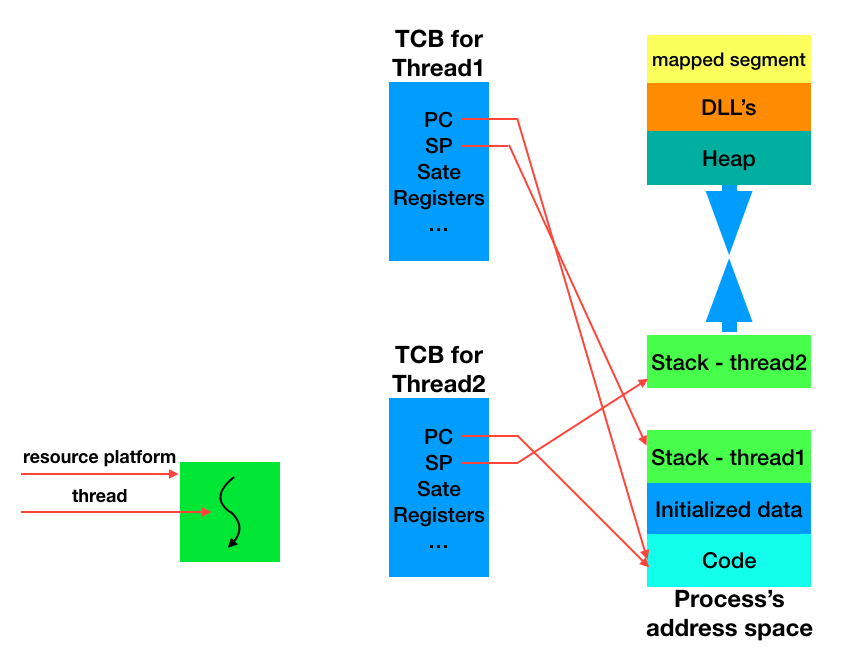 TCB for
Thread1
PC
SP
Sate
Registers
...
TCB for
Thread2
PC
SP
Sate
Registers
...
resource platform
thread
mapped segment
DLL's
Heap
Stack - thread2
Stack - thread1
Initialized data
Code
Process's
address space